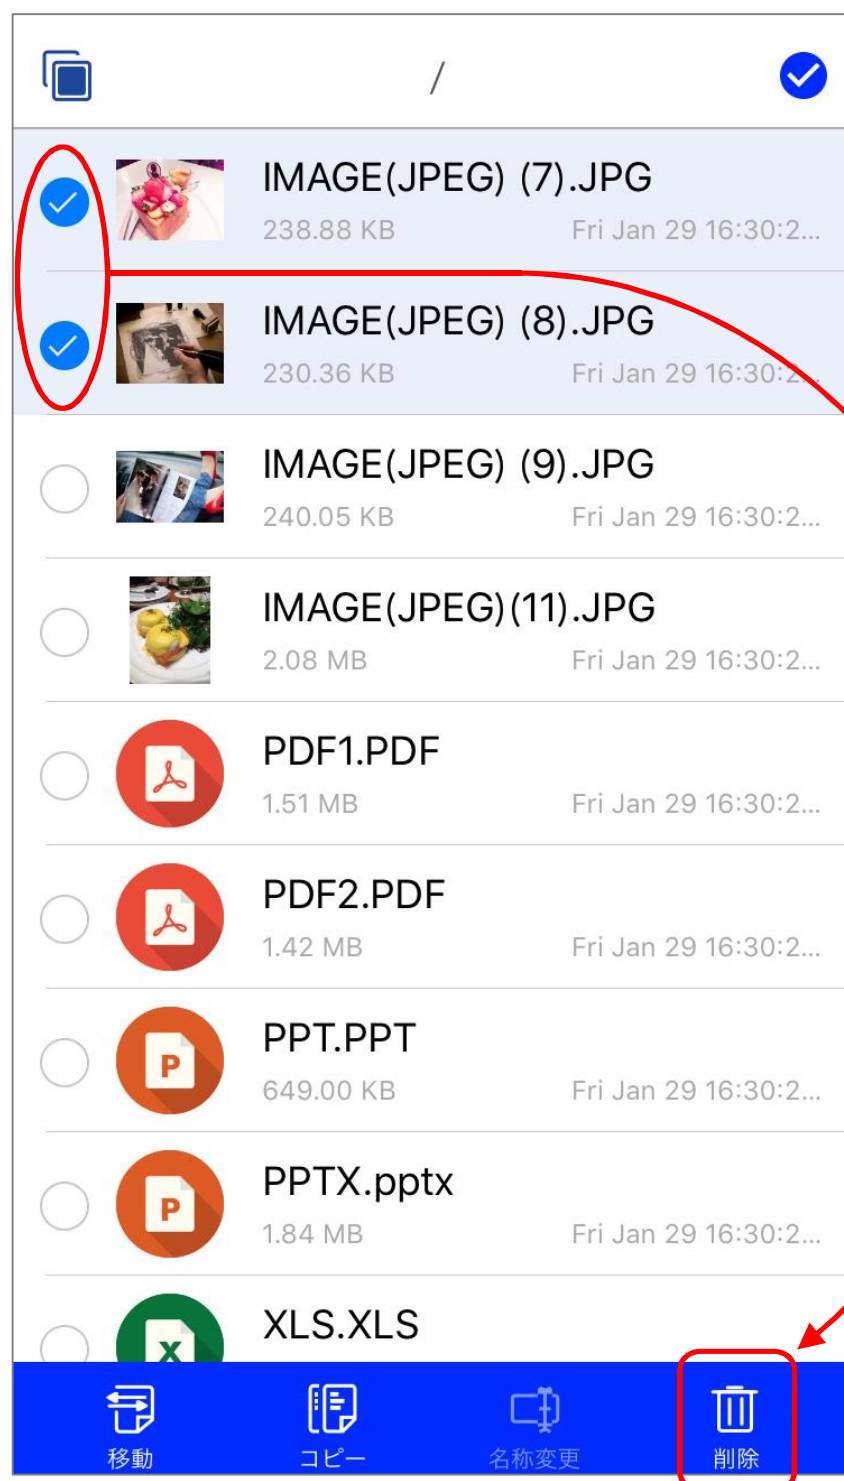 /
IMAGE(JPEG) (7).JPG
238.88 KB Fri Jan 29 16:30:2...
IMAGE(JPEG) (8).JPG
230.36 KB Fri Jan 29 16:30:2...
IMAGE(JPEG) (9).JPG
240.05 KB Fri Jan 29 16:30:2...
IMAGE(JPEG)(11).JPG
2.08 MB Fri Jan 29 16:30:2...
PDF1.PDF
1.51 MB Fri Jan 29 16:30:2...
PDF2.PDF
1.42 MB Fri Jan 29 16:30:2...
PPT.PPT
P
649.00 KB Fri Jan 29 16:30:2...
PPTX.pptx
P
1.84 MB Fri Jan 29 16:30:2...
XLS.XLS
X
移動 コピー 名称変更 削除